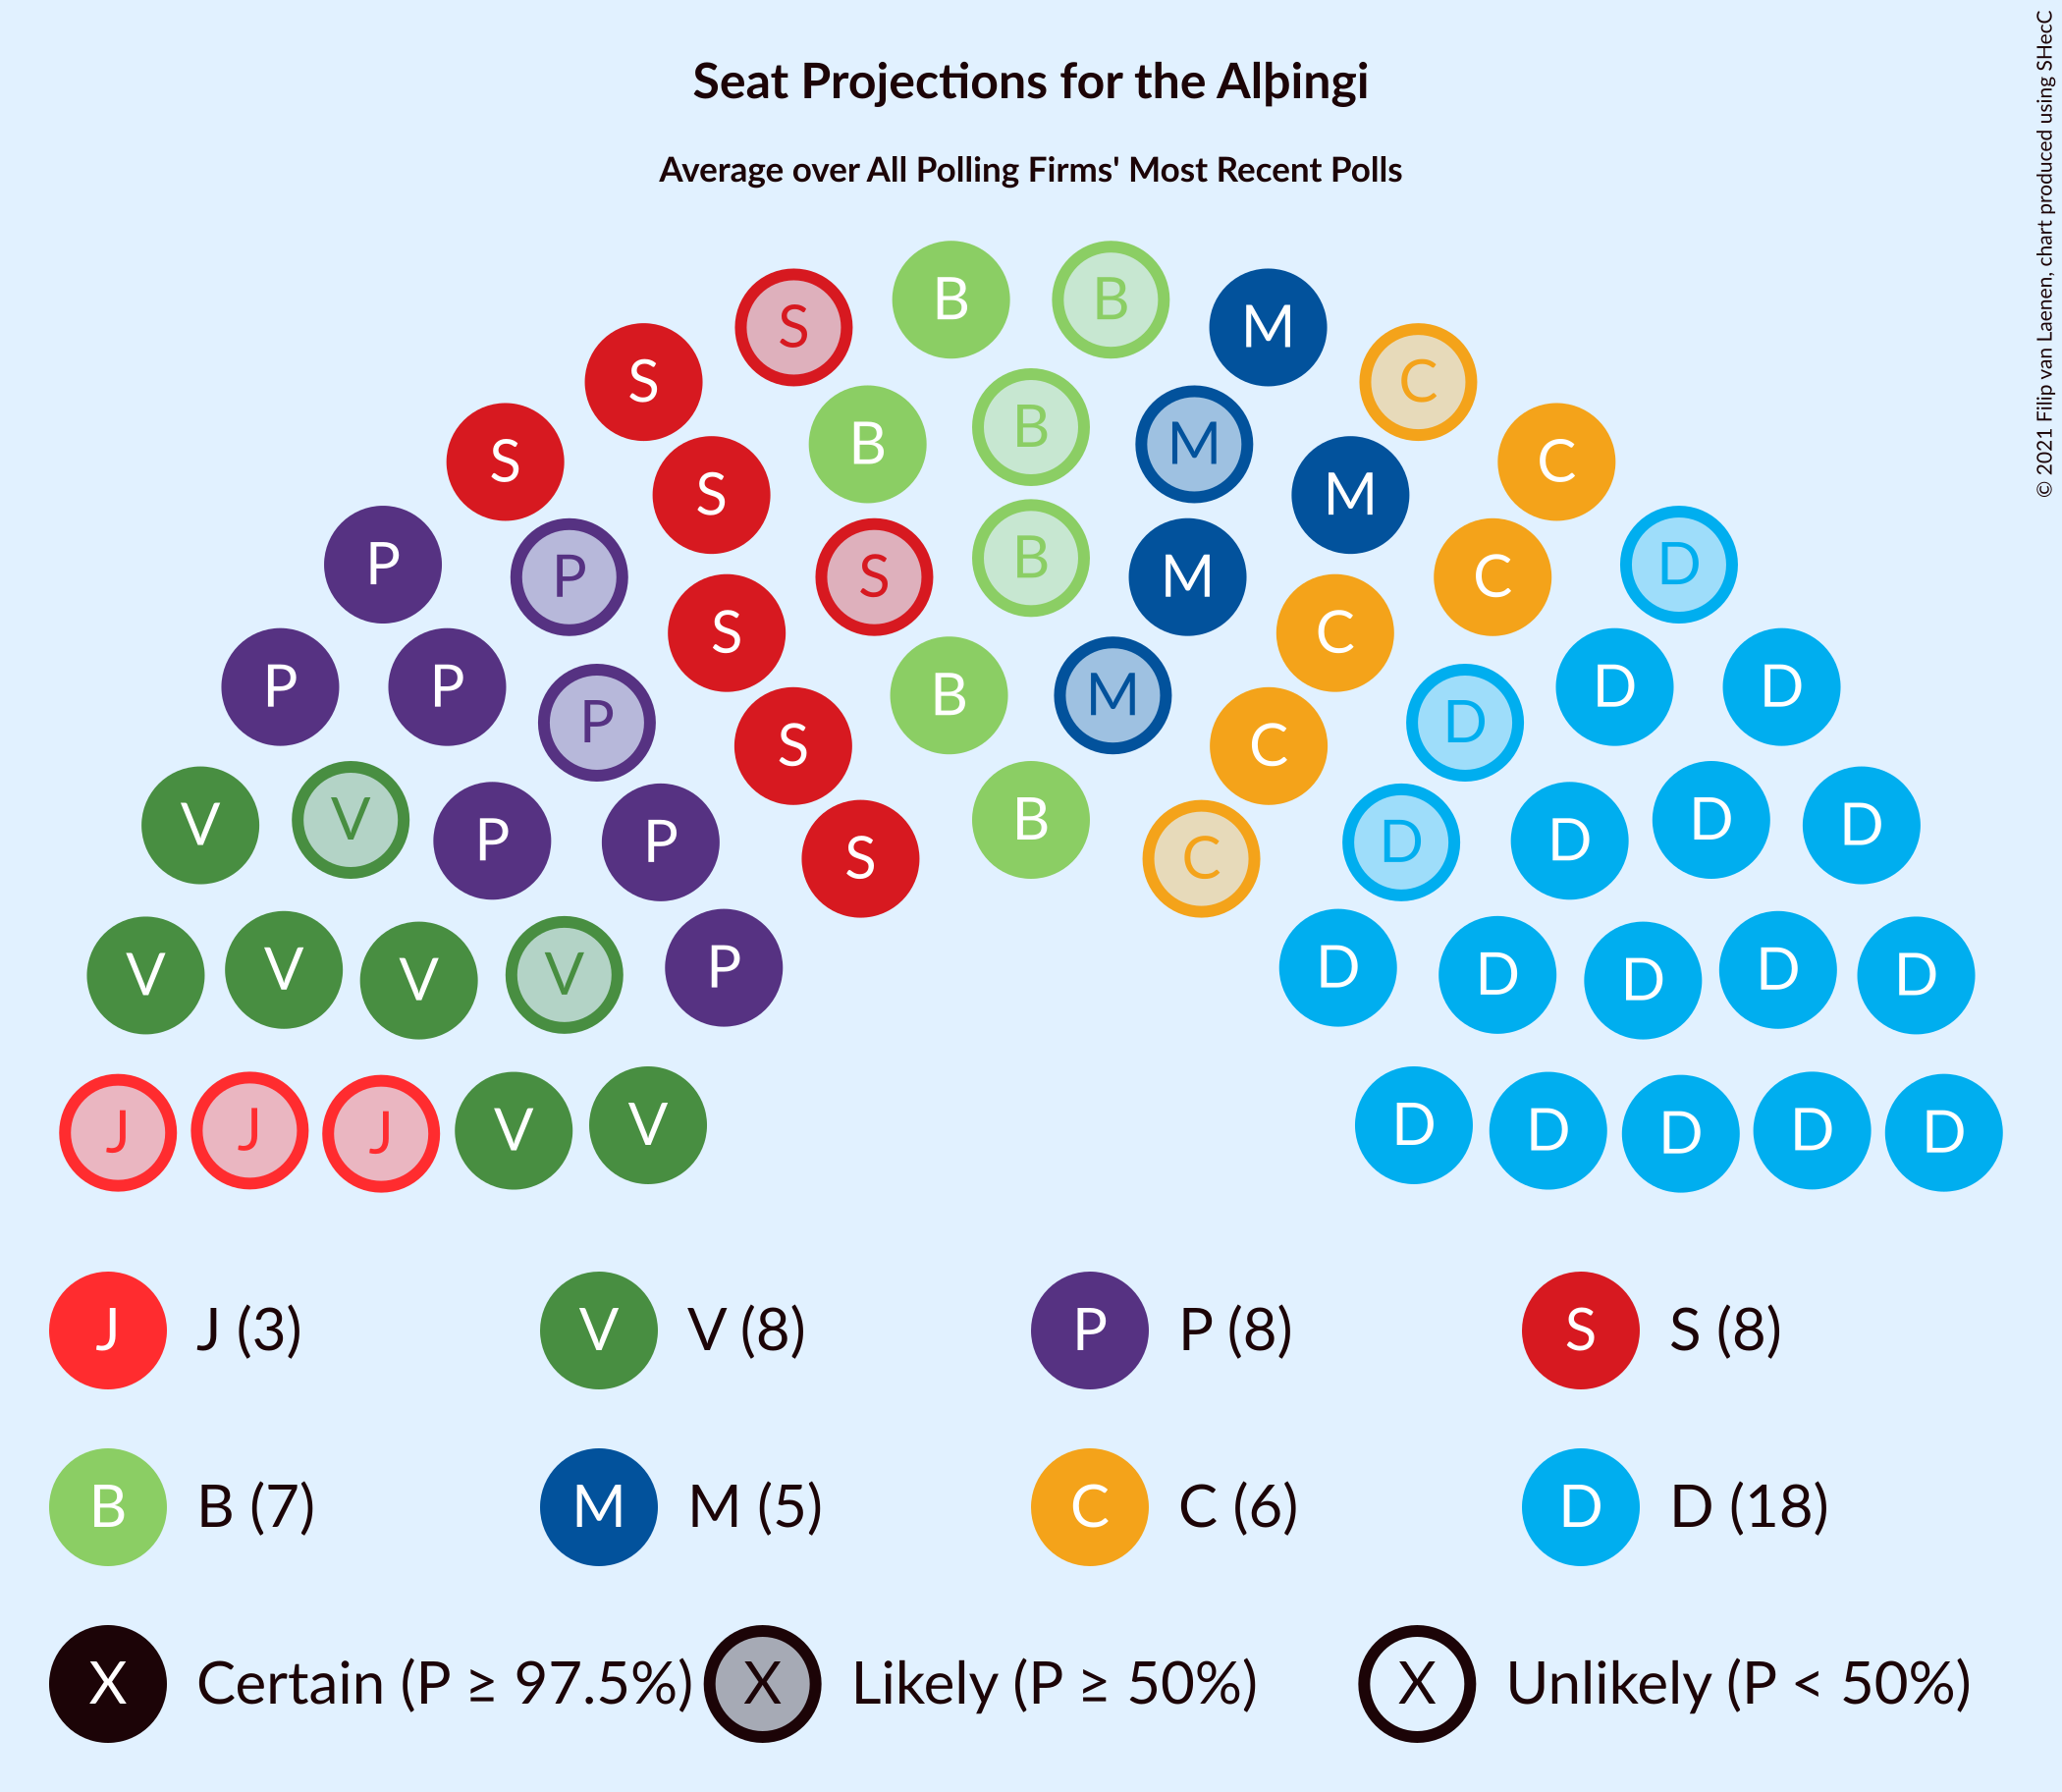 Seat Projections for the Alþingi
Average over All Polling Firms' Most Recent Polls
© 2021 Filip van Laenen, chart produced using SHecC
B B
S M
S C
B
B M
S C
S M
B
P D
P S M C
S C
P P D D
B M
P D
S C
V V B D D
P P D D
S C
V V V V P D D D D D
J J J V V D D D D D
J J (3) V V (8) P P (8) S S (8)
B B (7) M M (5) C C (6) D D (18)
X Certain (P ≥ 97.5%) X Likely (P ≥ 50%) X Unlikely (P < 50%)